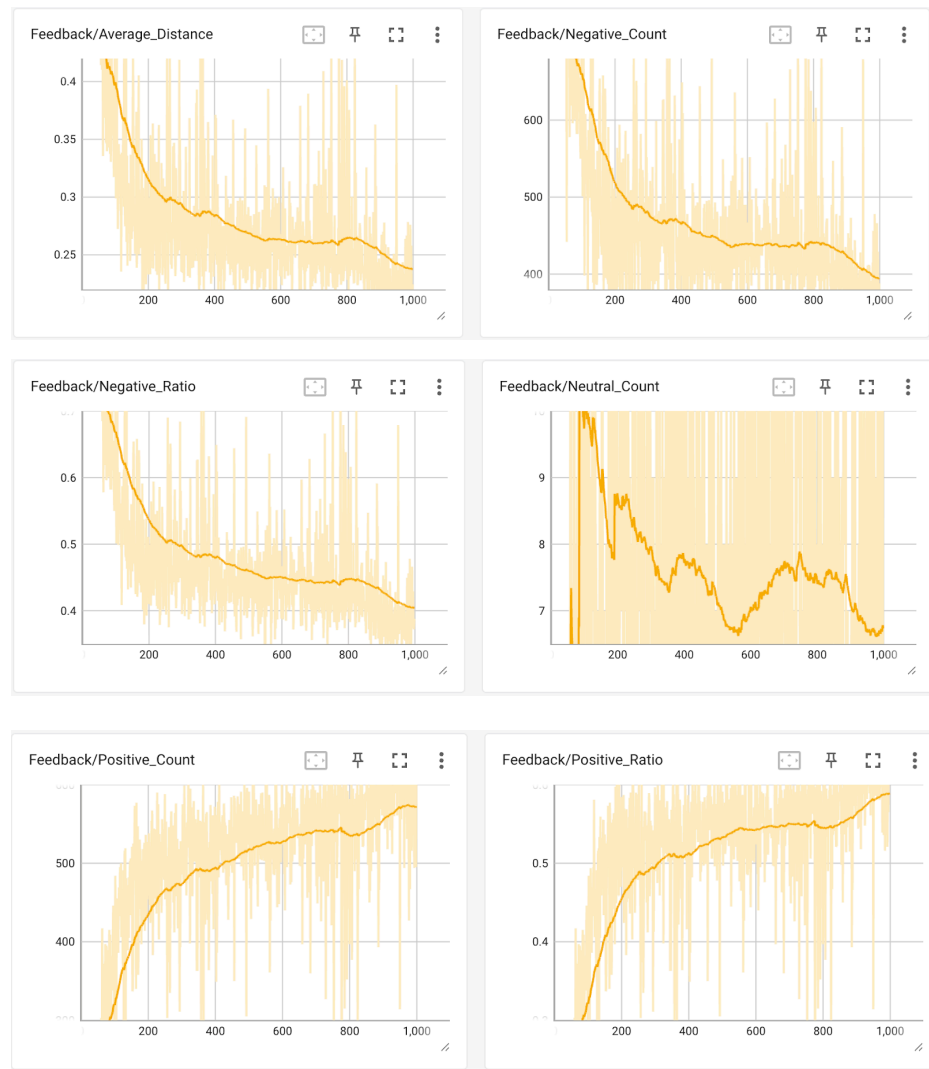 Feedback/Average_Distance
0.4
0.35
0.3
0.25
200 400 600 800 1,000
Feedback/Negative_Count
600
500
400
200 400 600 800 1,000
Feedback/Negative_Ratio
0.7
0.6
0.5
0.4
200 400 600 800 1,000
Feedback/Neutral_Count
10
9
8
7
200 400 600 800 1,000
Feedback/Positive_Count
500
400
200 400 600 800 1,000
Feedback/Positive_Ratio
0.5
0.4
200 400 600 800 1,000